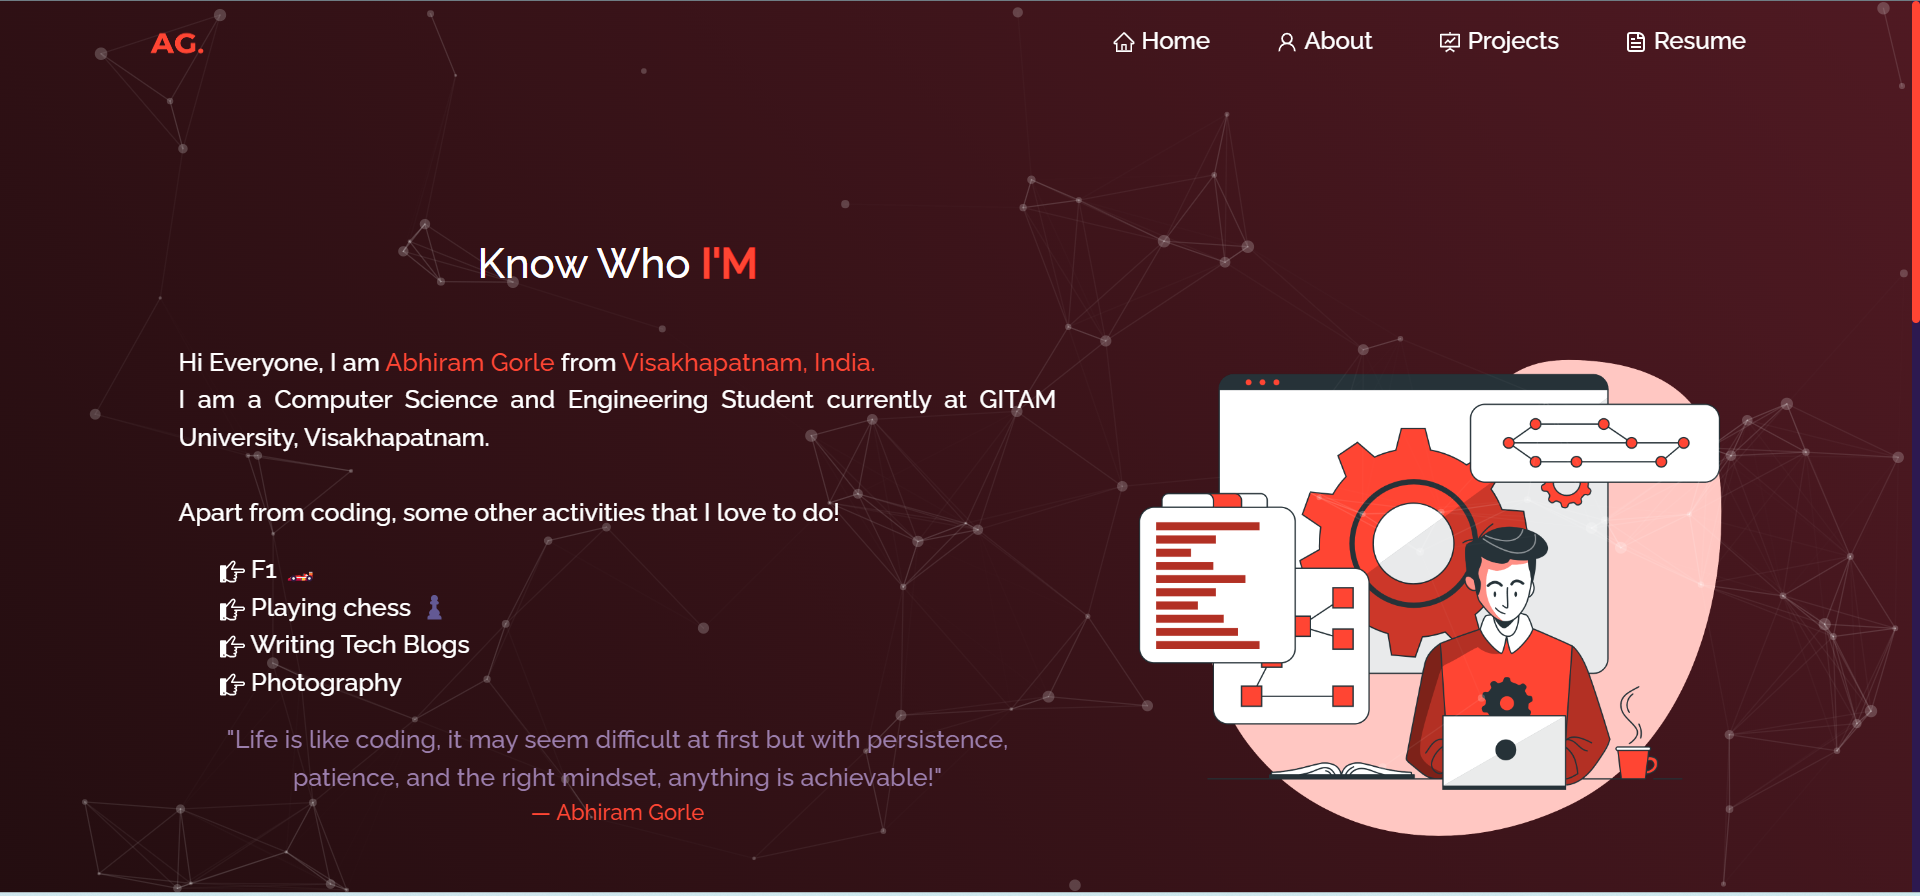 AG.
Home About Projects Resume
Know Who I'M
Hi Everyone, I am Abhiram Gorle from Visakhapatnam, India.
I am a Computer Science and Engineering Student currently at GITAM
University, Visakhapatnam.
Apart from coding, some other activities that I love to do!
F1
Playing chess
Writing Tech Blogs
Photography
"Life is like coding, it may seem difficult at first but with persistence,
patience, and the right mindset, anything is achievable!"
— Abhiram Gorle